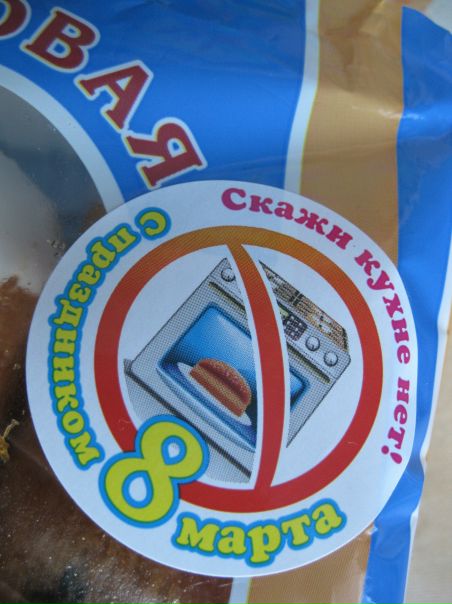 ОВАЯ
Скажи кухне нет!
С праздником
8
марта